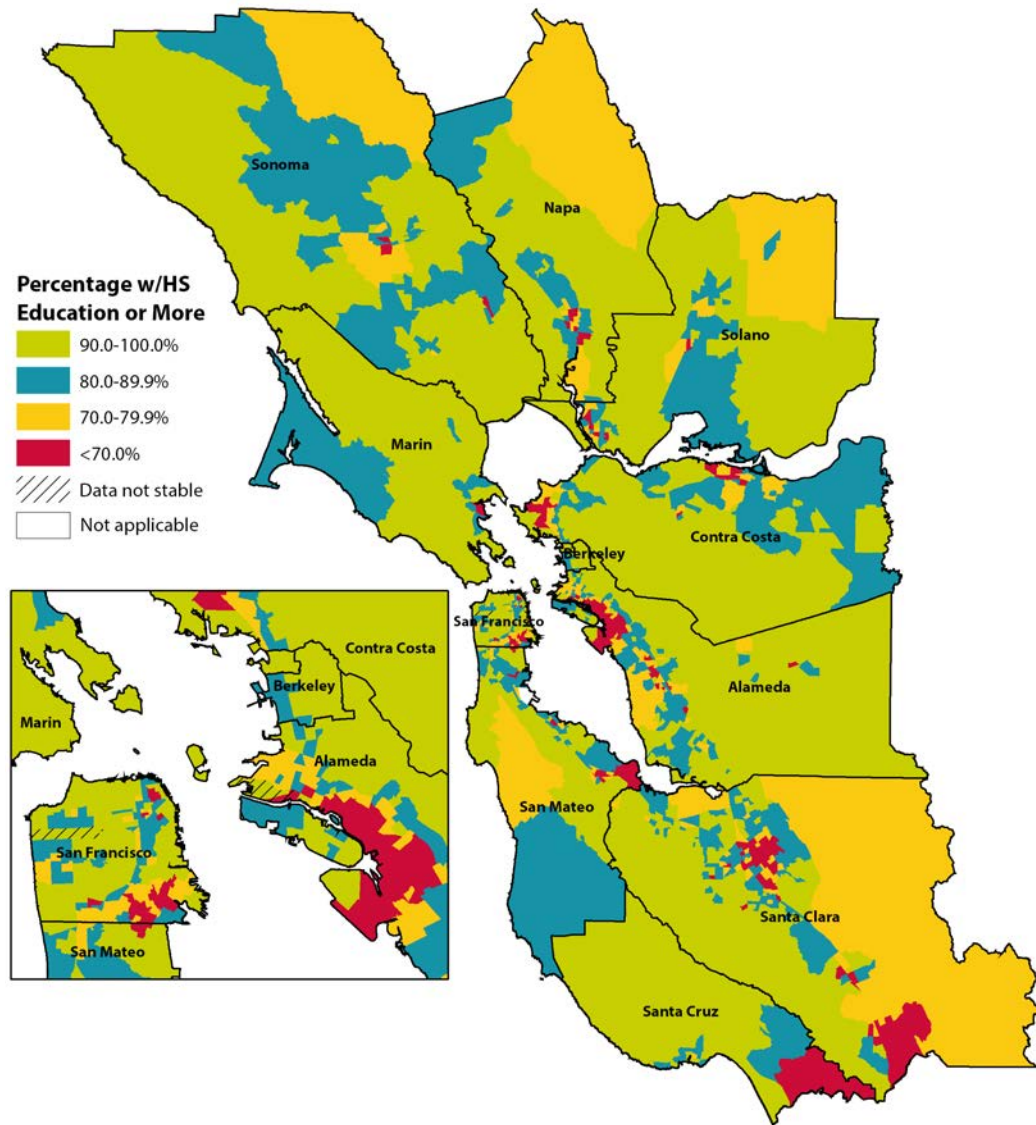 Sonoma
Napa
Percentage w/HS
Education or More
90.0-100.0%
80.0-89.9%
70.0-79.9%
<70.0%
Data not stable
Not applicable
Solano
Marin
Contra Costa
Berkeley
San Francisco
Alameda
San Mateo
Santa Clara
Santa Cruz
Contra Costa
Berkeley
Marin
Alameda
San Francisco
San Mateo